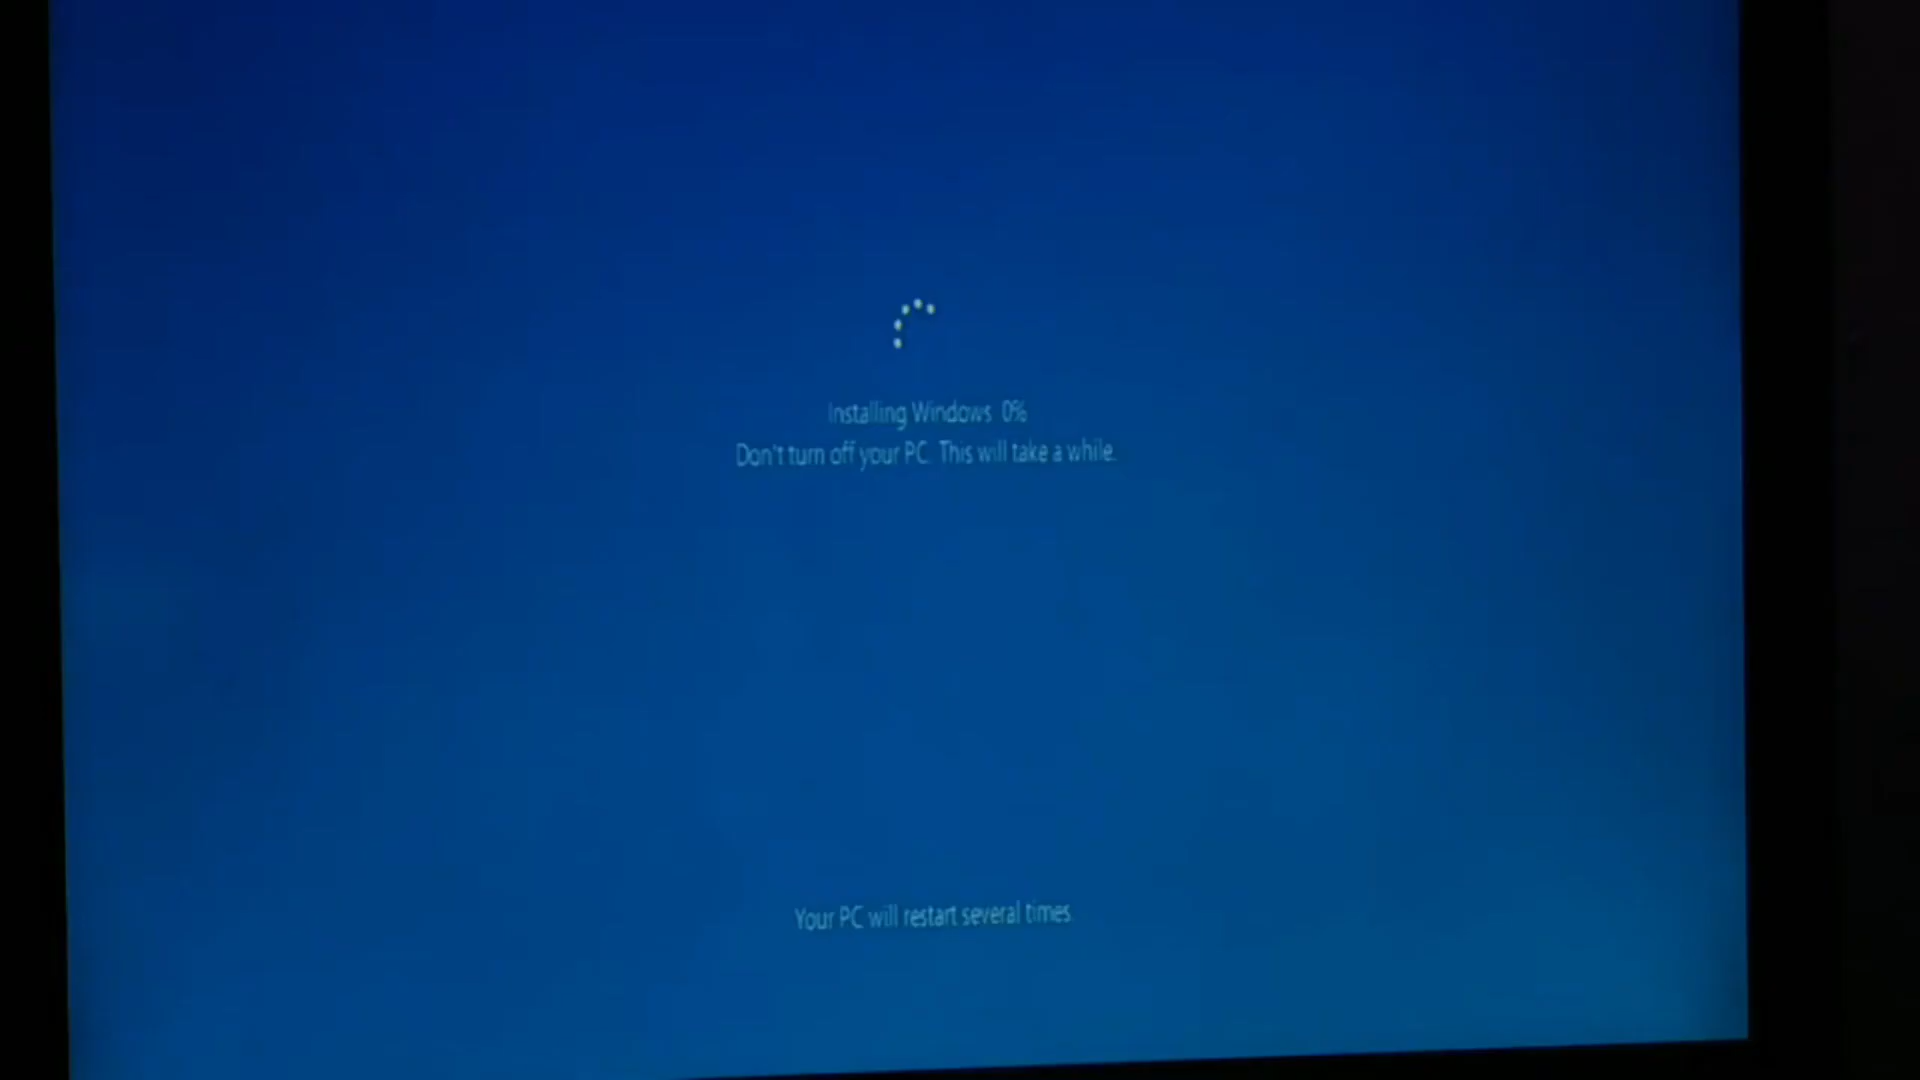 Installing Windows 0%
Don't turn off your PC. This will take a while.
Your PC will restart several times.